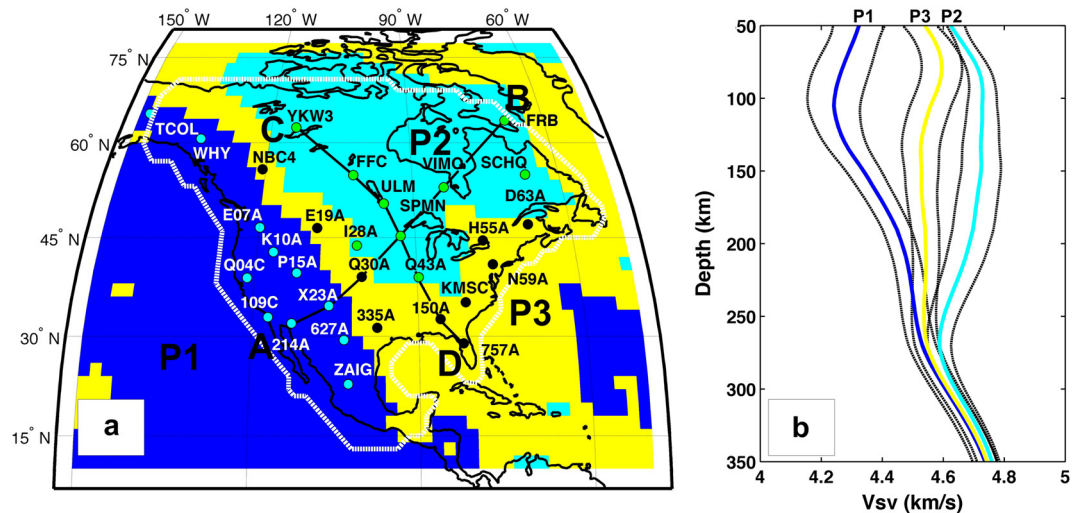 150° W
120° W
90° W
60° W
75° N
60° N
45° N
30° N
15° N
B
FRB
C
YKW3
P2
TCOL
WHY
NBC4
FFC
VIMO
SCHQ
ULM
D63A
SPMN
E07A
E19A
H55A
K10A
I28A
Q04C
P15A
Q30A
Q43A
N59A
KMSC
X23A
P3
109C
150A
335A
P1
A
214A
627A
D
757A
ZAIG
a
P1
P3
P2
50
100
150
200
250
300
350
Depth (km)
b
4
4.2
4.4
4.6
4.8
5
Vsv (km/s)